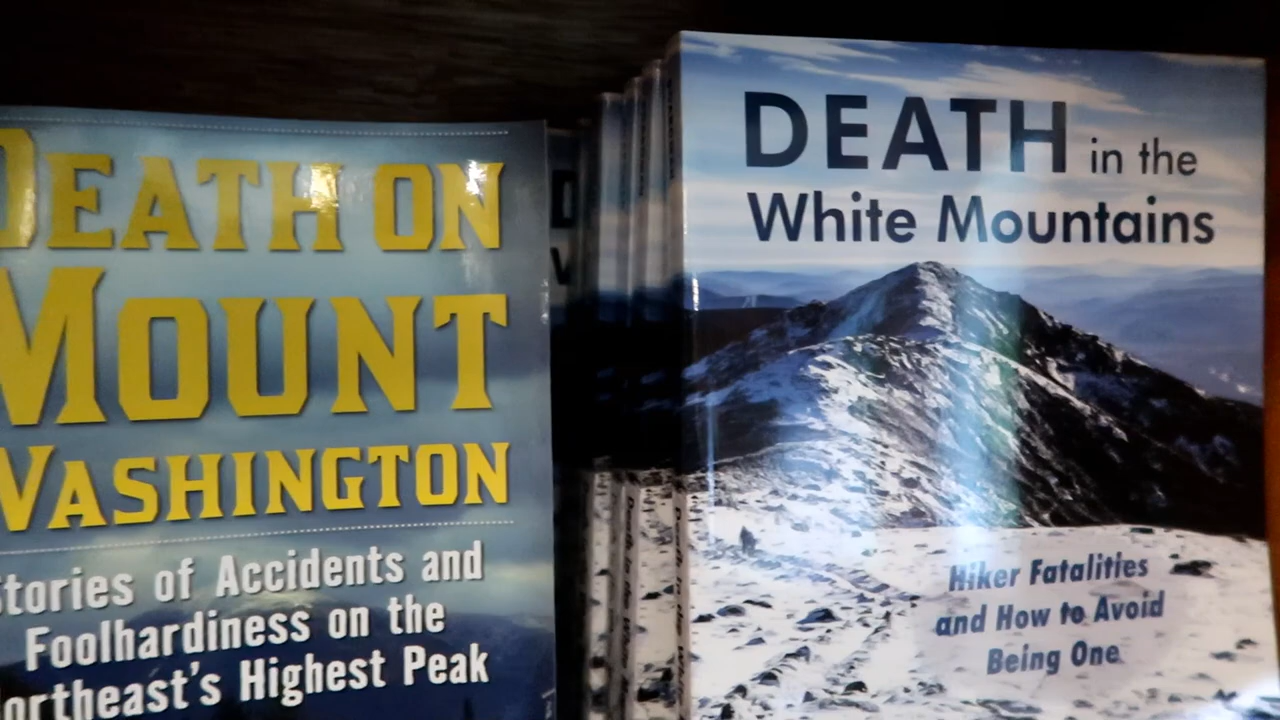 DEATH ON
MOUNT
WASHINGTON
Stories of Accidents and
Foolhardiness on the
Northeast's Highest Peak
DEATH in the
White Mountains
Hiker Fatalities
and How to Avoid
Being One